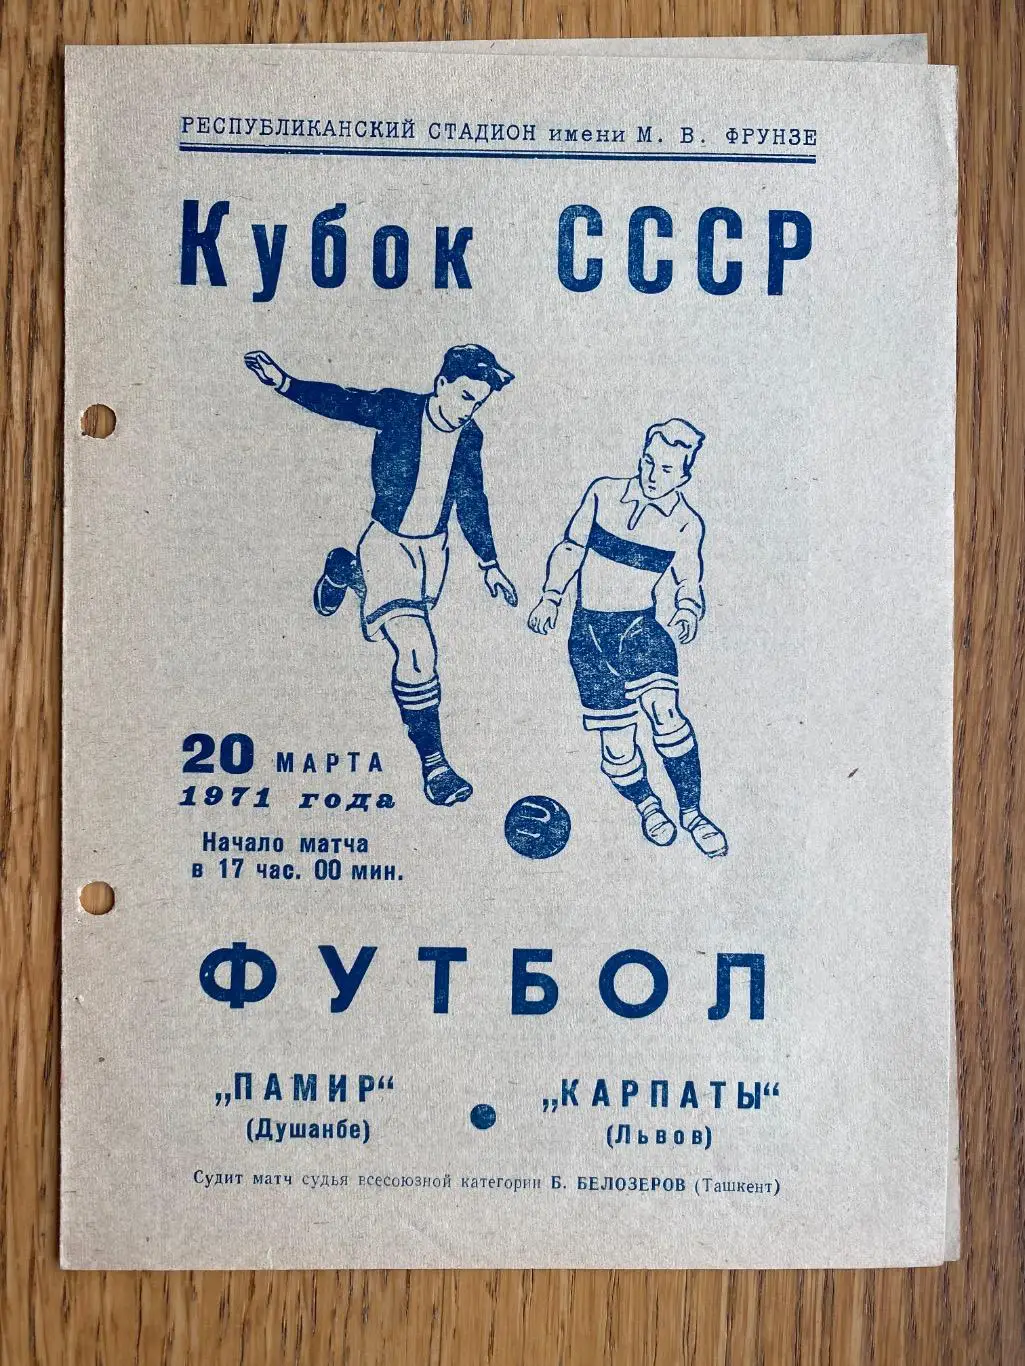 РЕСПУБЛИКАНСКИЙ СТАДИОН имени М. В. ФРУНЗЕ
Кубок СССР
20 МАРТА
1971 года
Начало матча
в 17 час. 00 мин.
ФУТБОЛ
„ПАМИР“ • „КАРПАТЫ“
(Душанбе) (Львов)
Судит матч судья всесоюзной категории Б. БЕЛОЗЕРОВ (Ташкент)